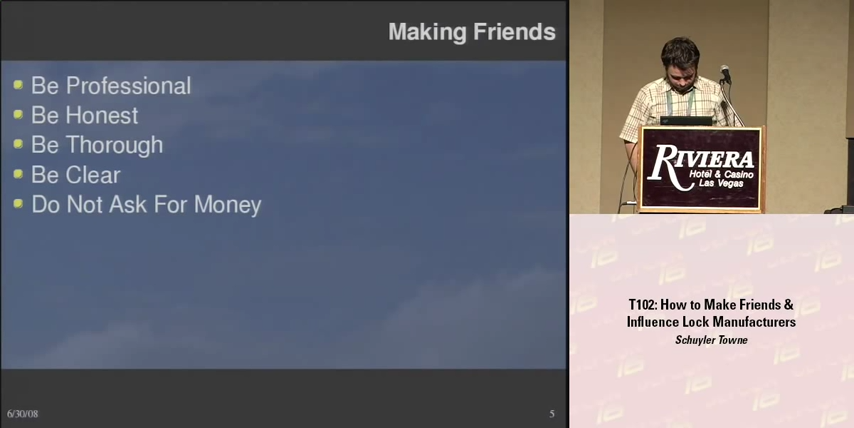 Making Friends
Be Professional
Be Honest
Be Thorough
Be Clear
Do Not Ask For Money
6/30/08
5
RIVIERA
Hotel & Casino
Las Vegas
T102: How to Make Friends &
Influence Lock Manufacturers
Schuyler Towne